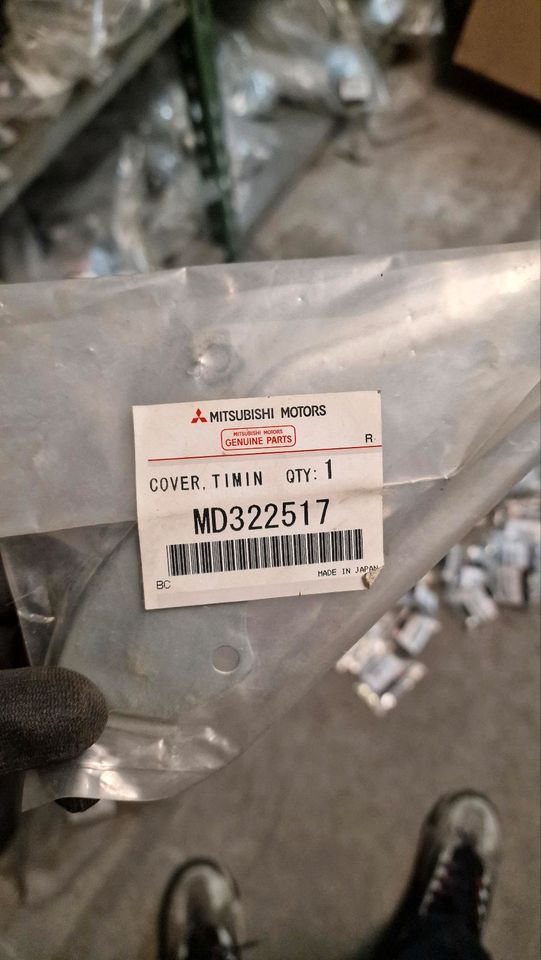 MITSUBISHI MOTORS
MITSUBISHI MOTORS
GENUINE PARTS
R
COVER, TIMIN QTY: 1
MD322517
BC
MADE IN JAPAN